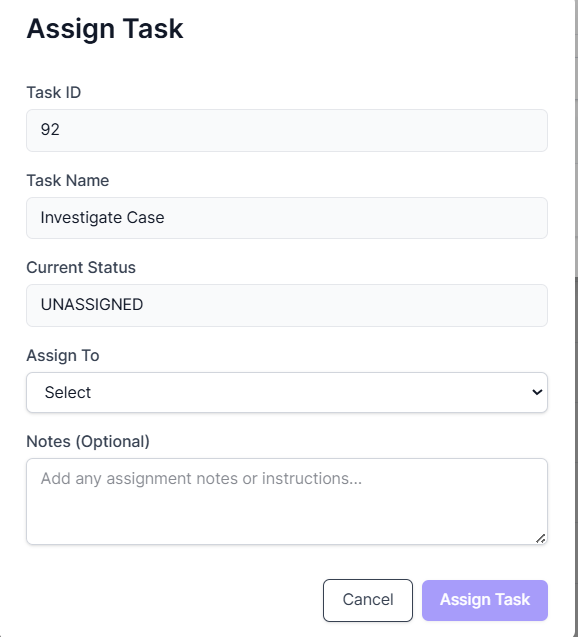 Assign Task
Task ID
92
Task Name
Investigate Case
Current Status
UNASSIGNED
Assign To
Select
Notes (Optional)
Add any assignment notes or instructions...
Cancel
Assign Task